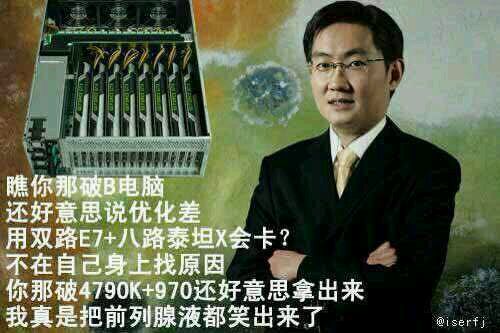 瞧你那破B电脑
还好意思说优化差
用双路E7+八路泰坦X会卡?
不在自己身上找原因
你那破4790K+970还好意思拿出来
我真是把前列腺液都笑出来了
@iserfj